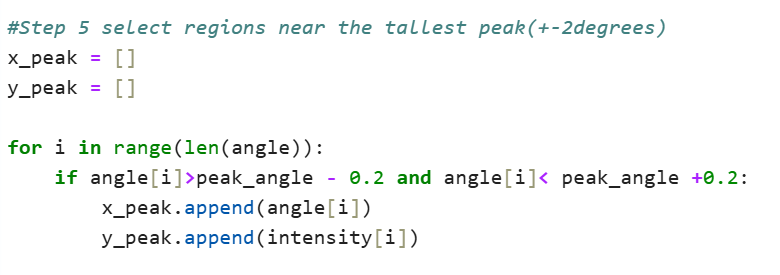 #Step 5 select regions near the tallest peak(+-2degrees)
x_peak = []
y_peak = []

for i in range(len(angle)):
    if angle[i]>peak_angle - 0.2 and angle[i]< peak_angle +0.2:
        x_peak.append(angle[i])
        y_peak.append(intensity[i])